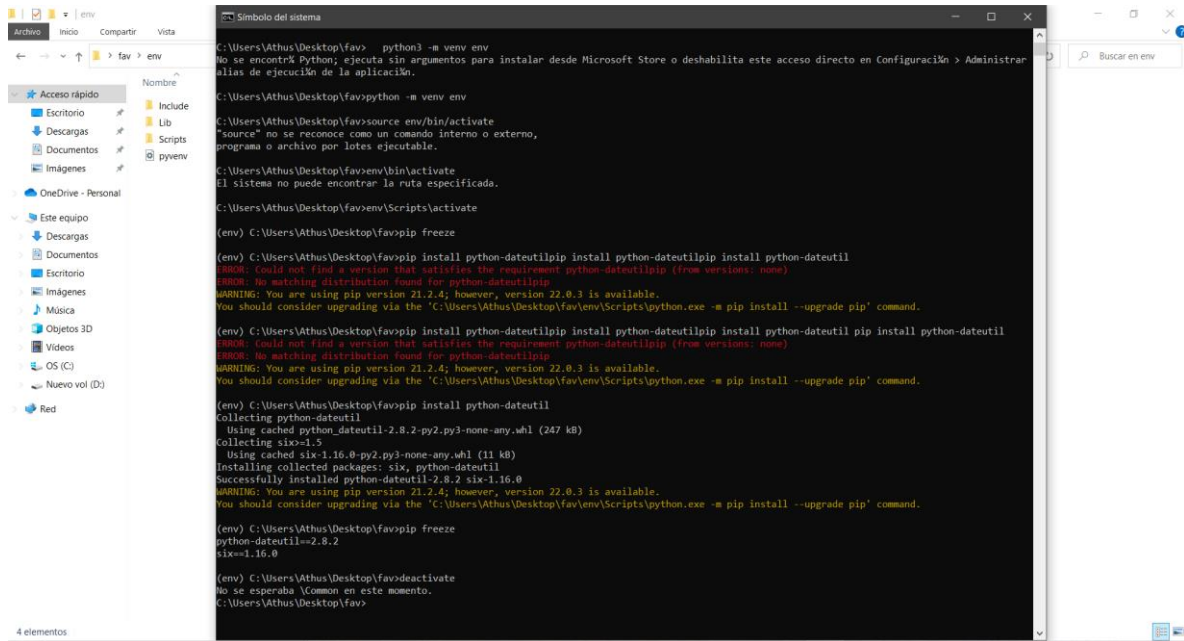 env
Archivo
Inicio
Compartir
Vista
fav > env
Buscar en env
Acceso rápido
Escritorio
Descargas
Documentos
Imágenes
OneDrive - Personal
Este equipo
Descargas
Documentos
Escritorio
Imágenes
Música
Objetos 3D
Vídeos
OS (C:)
Nuevo vol (D:)
Red
4 elementos
Nombre
Include
Lib
Scripts
pyvenv
Símbolo del sistema
C:\Users\Athus\Desktop\fav>   python3 -m venv env
No se encontr% Python; ejecuta sin argumentos para instalar desde Microsoft Store o deshabilita este acceso directo en Configuraci%n > Administrar
alias de ejecuci%n de la aplicaci%n.
C:\Users\Athus\Desktop\fav>python -m venv env
C:\Users\Athus\Desktop\fav>source env/bin/activate
"source" no se reconoce como un comando interno o externo,
programa o archivo por lotes ejecutable.
C:\Users\Athus\Desktop\fav>env\bin\activate
El sistema no puede encontrar la ruta especificada.
C:\Users\Athus\Desktop\fav>env\Scripts\activate
(env) C:\Users\Athus\Desktop\fav>pip freeze
(env) C:\Users\Athus\Desktop\fav>pip install python-dateutilpip install python-dateutilpip install python-dateutil
ERROR: Could not find a version that satisfies the requirement python-dateutilpip (from versions: none)
ERROR: No matching distribution found for python-dateutilpip
WARNING: You are using pip version 21.2.4; however, version 22.0.3 is available.
You should consider upgrading via the 'C:\Users\Athus\Desktop\fav\env\Scripts\python.exe -m pip install --upgrade pip' command.
(env) C:\Users\Athus\Desktop\fav>pip install python-dateutilpip install python-dateutilpip install python-dateutil pip install python-dateutil
ERROR: Could not find a version that satisfies the requirement python-dateutilpip (from versions: none)
ERROR: No matching distribution found for python-dateutilpip
WARNING: You are using pip version 21.2.4; however, version 22.0.3 is available.
You should consider upgrading via the 'C:\Users\Athus\Desktop\fav\env\Scripts\python.exe -m pip install --upgrade pip' command.
(env) C:\Users\Athus\Desktop\fav>pip install python-dateutil
Collecting python-dateutil
  Using cached python_dateutil-2.8.2-py2.py3-none-any.whl (247 kB)
Collecting six>=1.5
  Using cached six-1.16.0-py2.py3-none-any.whl (11 kB)
Installing collected packages: six, python-dateutil
Successfully installed python-dateutil-2.8.2 six-1.16.0
WARNING: You are using pip version 21.2.4; however, version 22.0.3 is available.
You should consider upgrading via the 'C:\Users\Athus\Desktop\fav\env\Scripts\python.exe -m pip install --upgrade pip' command.
(env) C:\Users\Athus\Desktop\fav>pip freeze
python-dateutil==2.8.2
six==1.16.0
(env) C:\Users\Athus\Desktop\fav>deactivate
No se esperaba \Common en este momento.
C:\Users\Athus\Desktop\fav>